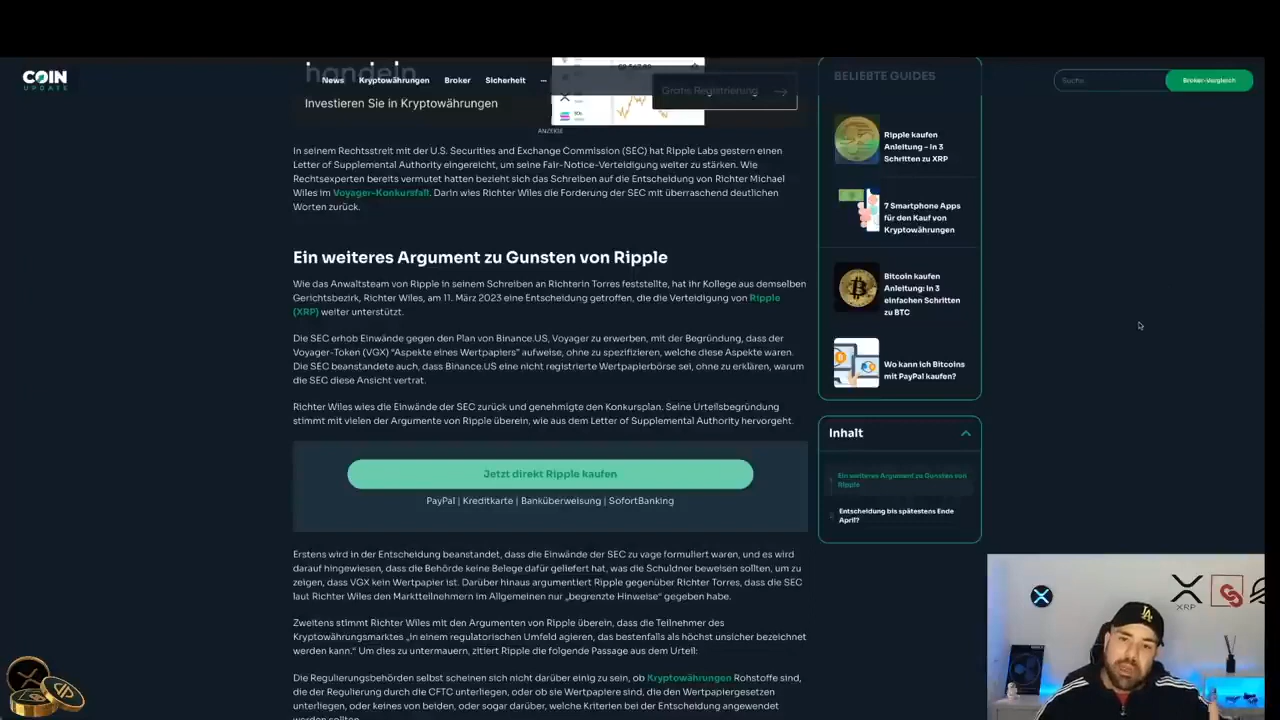 COIN
UPDATE
News
Kryptowährungen
Broker
Sicherheit
...
Suche
Broker-Vergleich
handeln
Investieren Sie in Kryptowährungen
Gratis Registrierung
ANZEIGE
In seinem Rechtsstreit mit der U.S. Securities and Exchange Commission (SEC) hat Ripple Labs gestern einen
Letter of Supplemental Authority eingereicht, um seine Fair-Notice-Verteidigung weiter zu stärken. Wie
Rechtsexperten bereits vermutet hatten bezieht sich das Schreiben auf die Entscheidung von Richter Michael
Wiles im Voyager-Konkursfall. Darin wies Richter Wiles die Forderung der SEC mit überraschend deutlichen
Worten zurück.
Ein weiteres Argument zu Gunsten von Ripple
Wie das Anwaltsteam von Ripple in seinem Schreiben an Richterin Torres feststellte, hat ihr Kollege aus demselben
Gerichtsbezirk, Richter Wiles, am 11. März 2023 eine Entscheidung getroffen, die die Verteidigung von Ripple
(XRP) weiter unterstützt.
Die SEC erhob Einwände gegen den Plan von Binance.US, Voyager zu erwerben, mit der Begründung, dass der
Voyager-Token (VGX) "Aspekte eines Wertpapiers" aufweise, ohne zu spezifizieren, welche diese Aspekte waren.
Die SEC beanstandete auch, dass Binance.US eine nicht registrierte Wertpapierbörse sei, ohne zu erklären, warum
die SEC diese Ansicht vertrat.
Richter Wiles wies die Einwände der SEC zurück und genehmigte den Konkursplan. Seine Urteilsbegründung
stimmt mit vielen der Argumente von Ripple überein, wie aus dem Letter of Supplemental Authority hervorgeht.
Jetzt direkt Ripple kaufen
PayPal | Kreditkarte | Banküberweisung | SofortBanking
Erstens wird in der Entscheidung beanstandet, dass die Einwände der SEC zu vage formuliert waren, und es wird
darauf hingewiesen, dass die Behörde keine Belege dafür geliefert hat, was die Schuldner beweisen sollten, um zu
zeigen, dass VGX kein Wertpapier ist. Darüber hinaus argumentiert Ripple gegenüber Richter Torres, dass die SEC
laut Richter Wiles den Marktteilnehmern im Allgemeinen nur „begrenzte Hinweise“ gegeben habe.
Zweitens stimmt Richter Wiles mit den Argumenten von Ripple überein, dass die Teilnehmer des
Kryptowährungsmarktes „in einem regulatorischen Umfeld agieren, das bestenfalls als höchst unsicher bezeichnet
werden kann.“ Um dies zu untermauern, zitiert Ripple die folgende Passage aus dem Urteil:
Die Regulierungsbehörden selbst scheinen sich nicht darüber einig zu sein, ob Kryptowährungen Rohstoffe sind,
die der Regulierung durch die CFTC unterliegen, oder ob sie Wertpapiere sind, die den Wertpapiergesetzen
unterliegen, oder keines von beiden, oder sogar darüber, welche Kriterien bei der Entscheidung angewendet
werden sollten
BELIEBTE GUIDES
Ripple kaufen
Anleitung – in 3
Schritten zu XRP
7 Smartphone Apps
für den Kauf von
Kryptowährungen
Bitcoin kaufen
Anleitung: In 3
einfachen Schritten
zu BTC
Wo kann ich Bitcoins
mit PayPal kaufen?
Inhalt
Ein weiteres Argument zu Gunsten von
Ripple
Entscheidung bis spätestens Ende
April?
XRP
LA